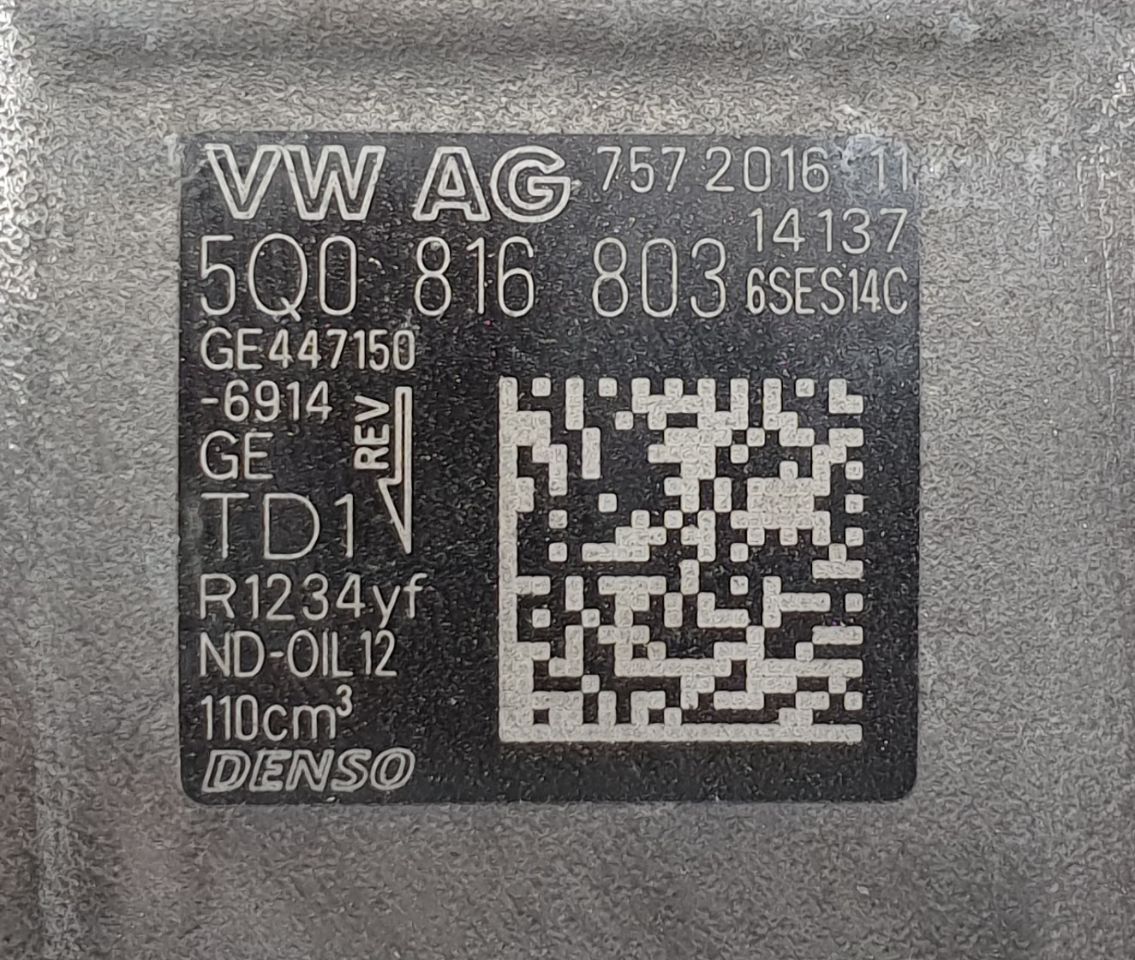 VW AG 757 2016 11
14137
5Q0 816 803 6SES14C
GE447150
-6914
REV
GE
TD1
R1234yf
ND-OIL12
110cm³
DENSO